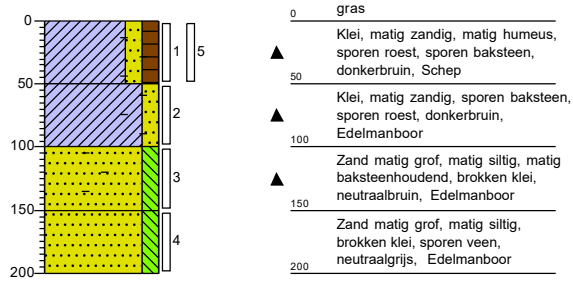 gras
0
Klei, matig zandig, matig humeus,
sporen roest, sporen baksteen,
donkerbruin, Schep
50
Klei, matig zandig, sporen baksteen,
sporen roest, donkerbruin,
Edelmanboor
100
Zand matig grof, matig siltig, matig
baksteenhoudend, brokken klei,
neutraalbruin, Edelmanboor
150
Zand matig grof, matig siltig,
brokken klei, sporen veen,
neutraalgrijs, Edelmanboor
200
0
50
100
150
200
1
5
2
3
4